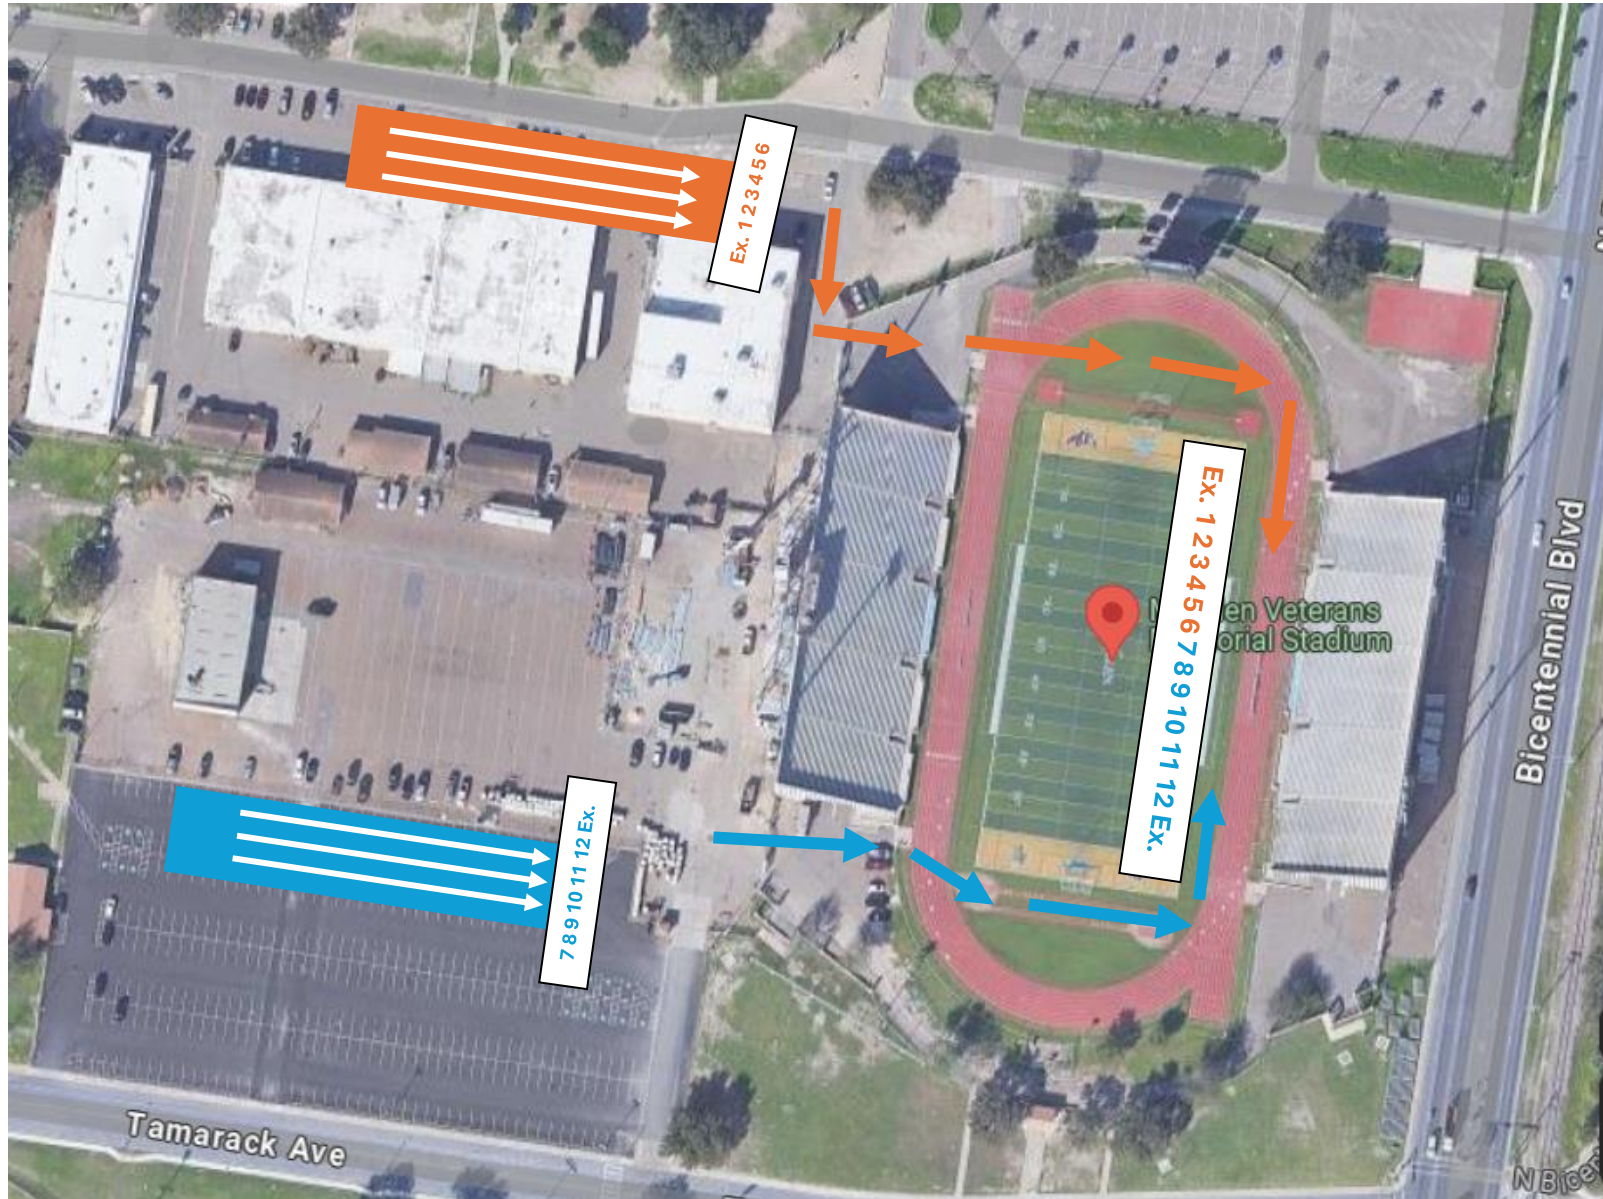 Ex. 1 2 3 4 5 6
Ex. 1 2 3 4 5 6 7 8 9 10 11 12 Ex.
en Veterans
orial Stadium
Bicentennial Blvd
7 8 9 10 11 12 Ex.
Tamarack Ave